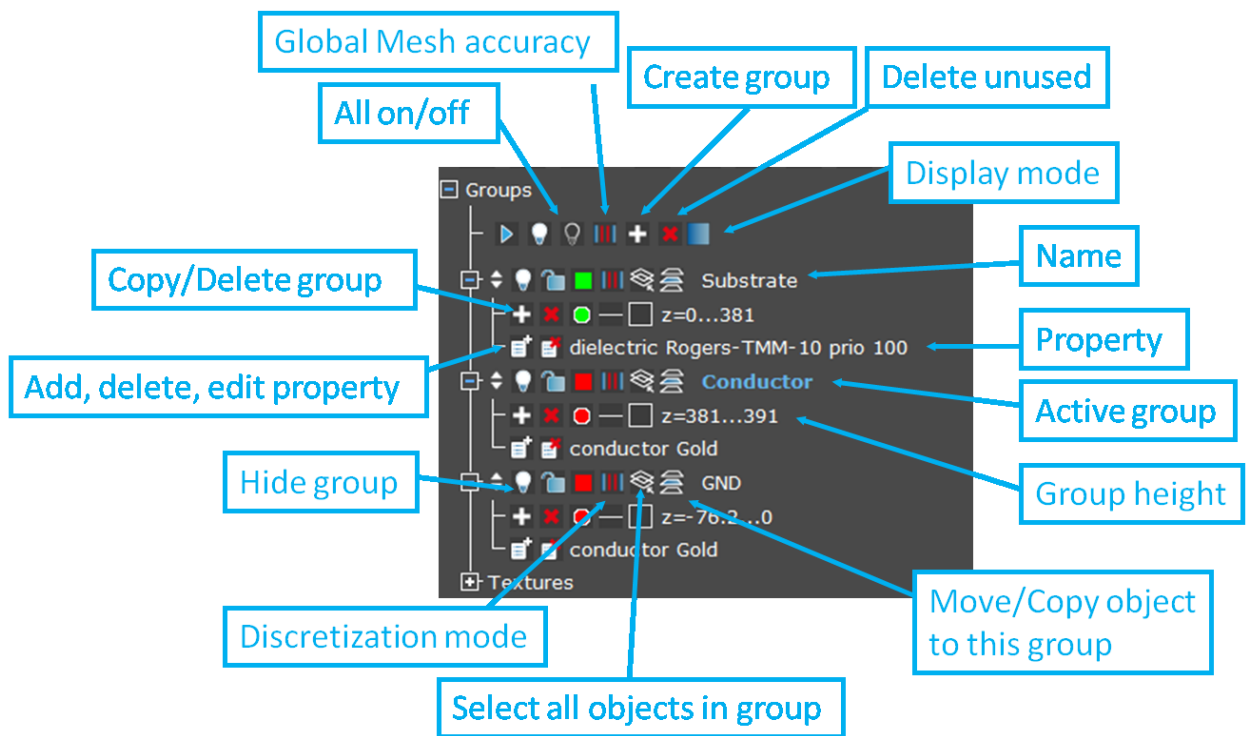 Global Mesh accuracy
Create group
Delete unused
All on/off
Display mode
Groups
Name
Copy/Delete group
Substrate
z=0...381
Property
Add, delete, edit property
dielectric Rogers-TMM-10 prio 100
Conductor
Active group
z=381...391
conductor Gold
Hide group
GND
Group height
z=-76.2...0
conductor Gold
Textures
Move/Copy object
to this group
Discretization mode
Select all objects in group